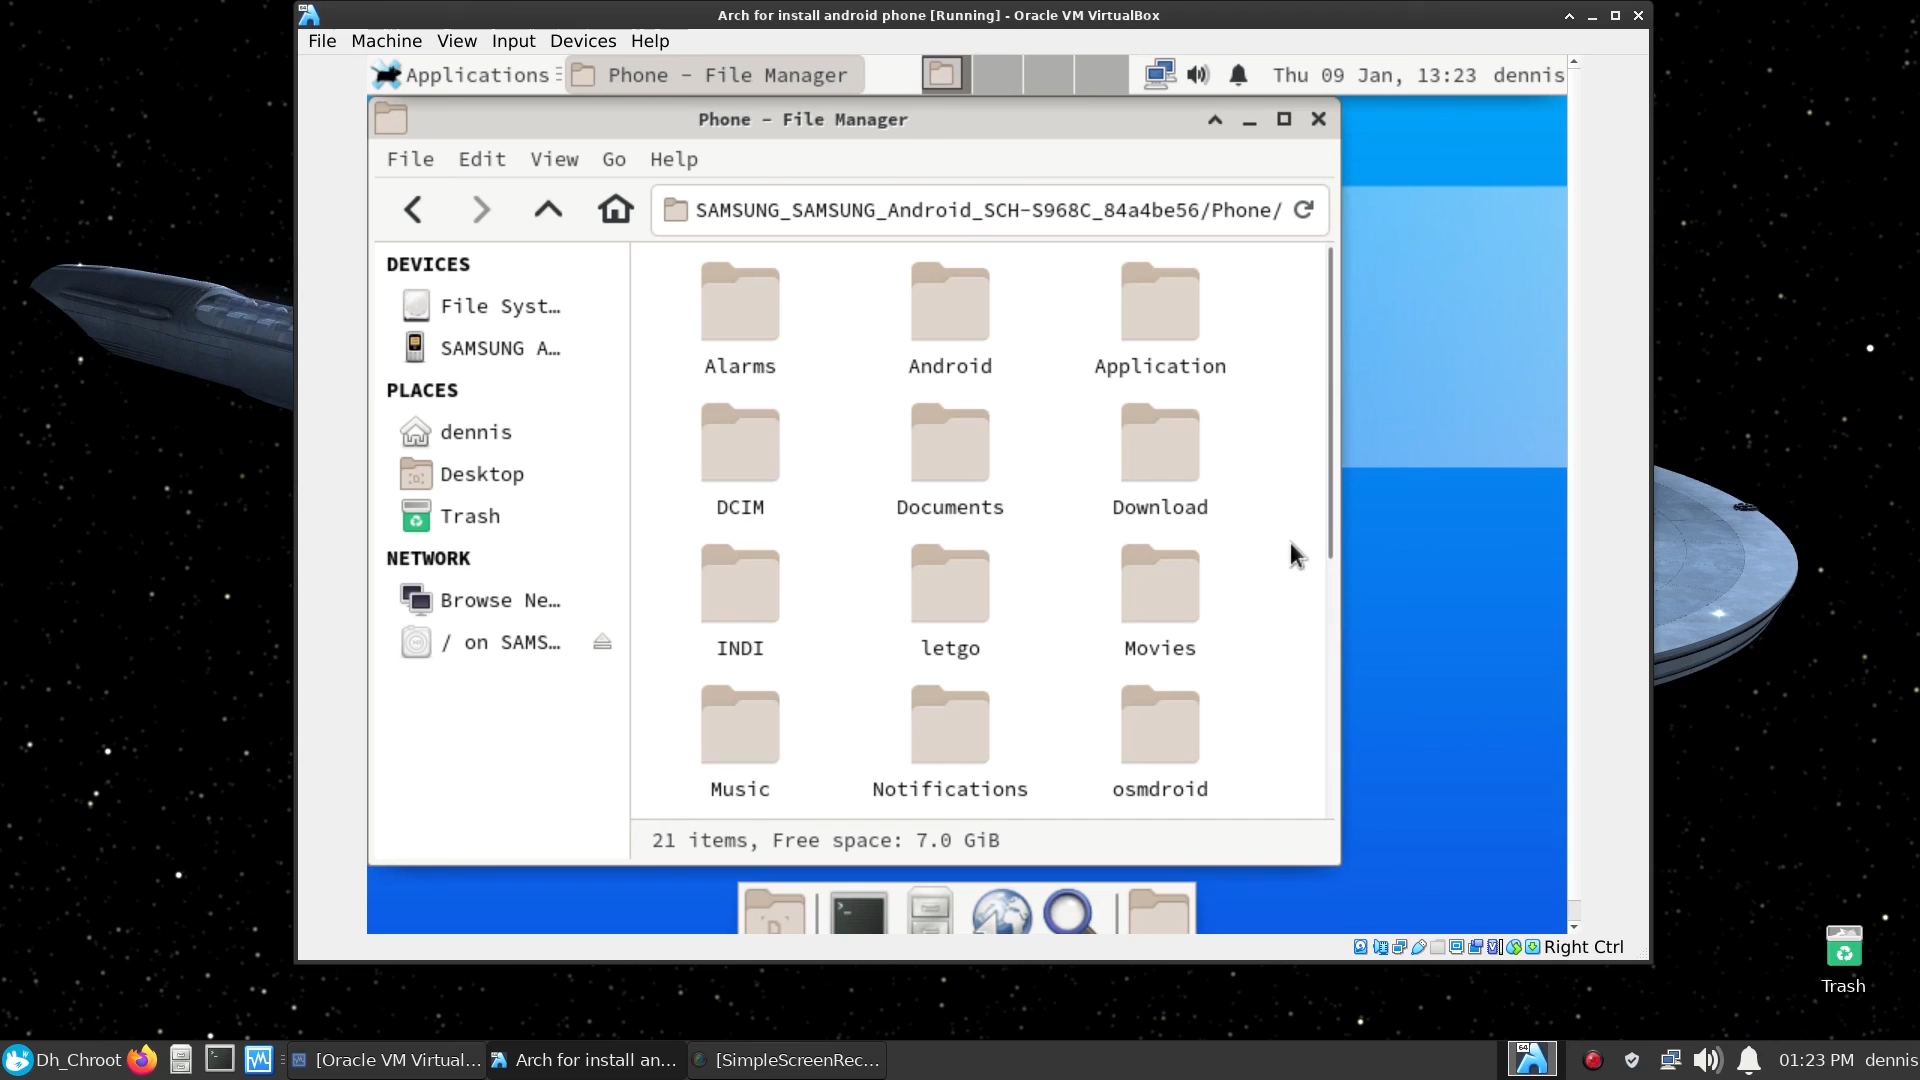 Arch for install android phone [Running] - Oracle VM VirtualBox
File Machine View Input Devices Help
Applications Phone - File Manager Thu 09 Jan, 13:23 dennis
Phone - File Manager
File Edit View Go Help
SAMSUNG_SAMSUNG_Android_SCH-S968C_84a4be56/Phone/
DEVICES
File Syst…
SAMSUNG A…
PLACES
dennis
Desktop
Trash
NETWORK
Browse Ne…
/ on SAMS…
Alarms Android Application
DCIM Documents Download
INDI letgo Movies
Music Notifications osmdroid
21 items, Free space: 7.0 GiB
Right Ctrl
Trash
Dh_Chroot [Oracle VM Virtual... Arch for install an... [SimpleScreenRec... 01:23 PM dennis